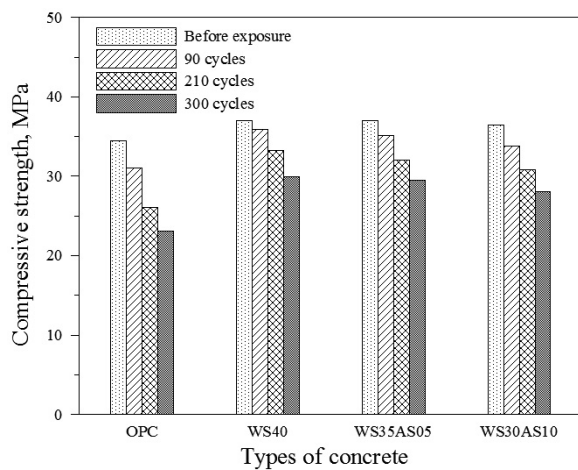 50
40
30
20
10
0
Compressive strength, MPa
Before exposure
90 cycles
210 cycles
300 cycles
OPC WS40 WS35AS05 WS30AS10
Types of concrete